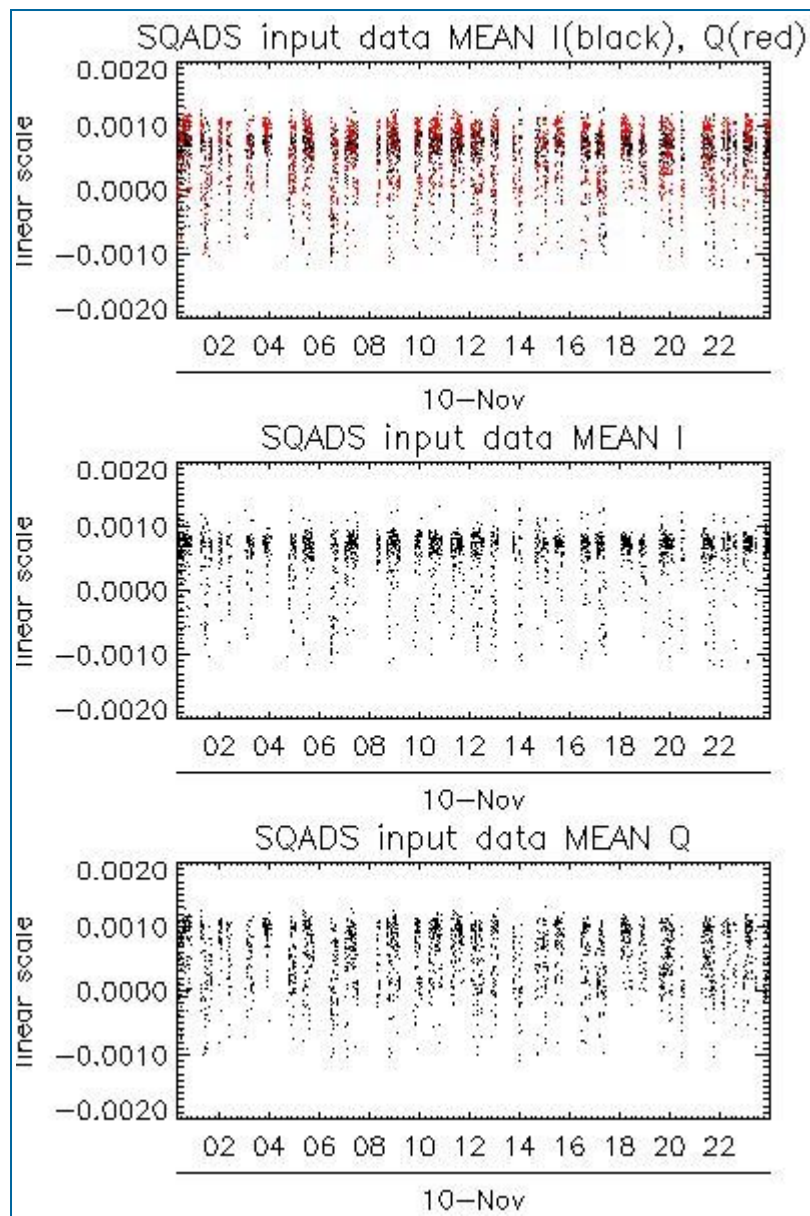 SQADS input data MEAN I(black), Q(red)
0.0020
0.0010
0.0000
−0.0010
−0.0020
linear scale
02 04 06 08 10 12 14 16 18 20 22
10−Nov
SQADS input data MEAN I
0.0020
0.0010
0.0000
−0.0010
−0.0020
linear scale
02 04 06 08 10 12 14 16 18 20 22
10−Nov
SQADS input data MEAN Q
0.0020
0.0010
0.0000
−0.0010
−0.0020
linear scale
02 04 06 08 10 12 14 16 18 20 22
10−Nov